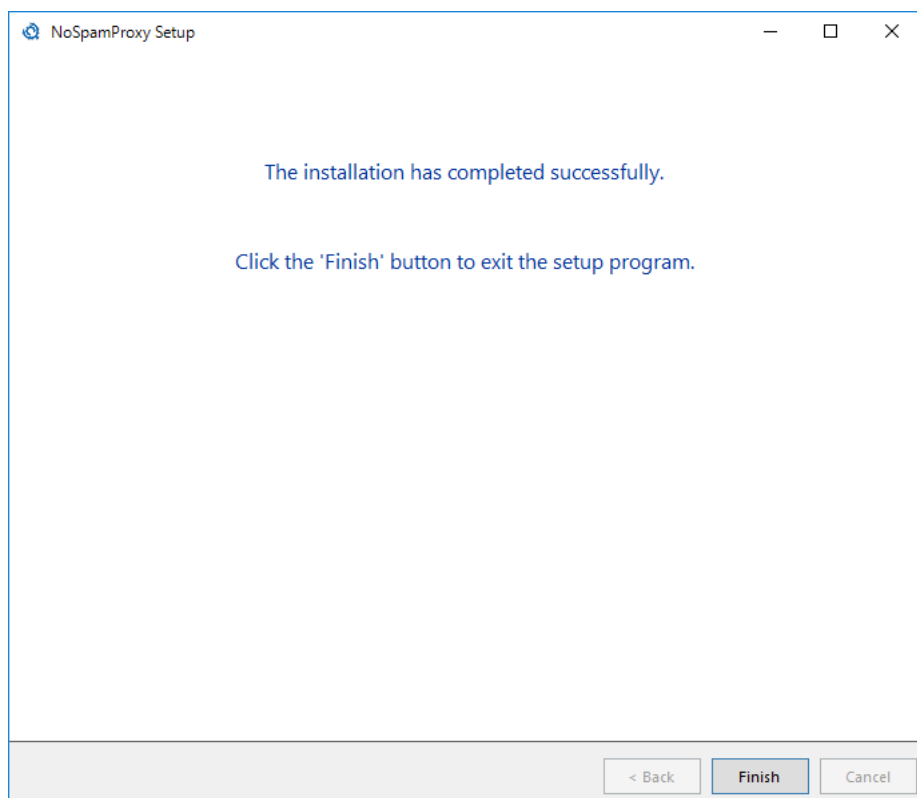 NoSpamProxy Setup
The installation has completed successfully.
Click the 'Finish' button to exit the setup program.
< Back
Finish
Cancel